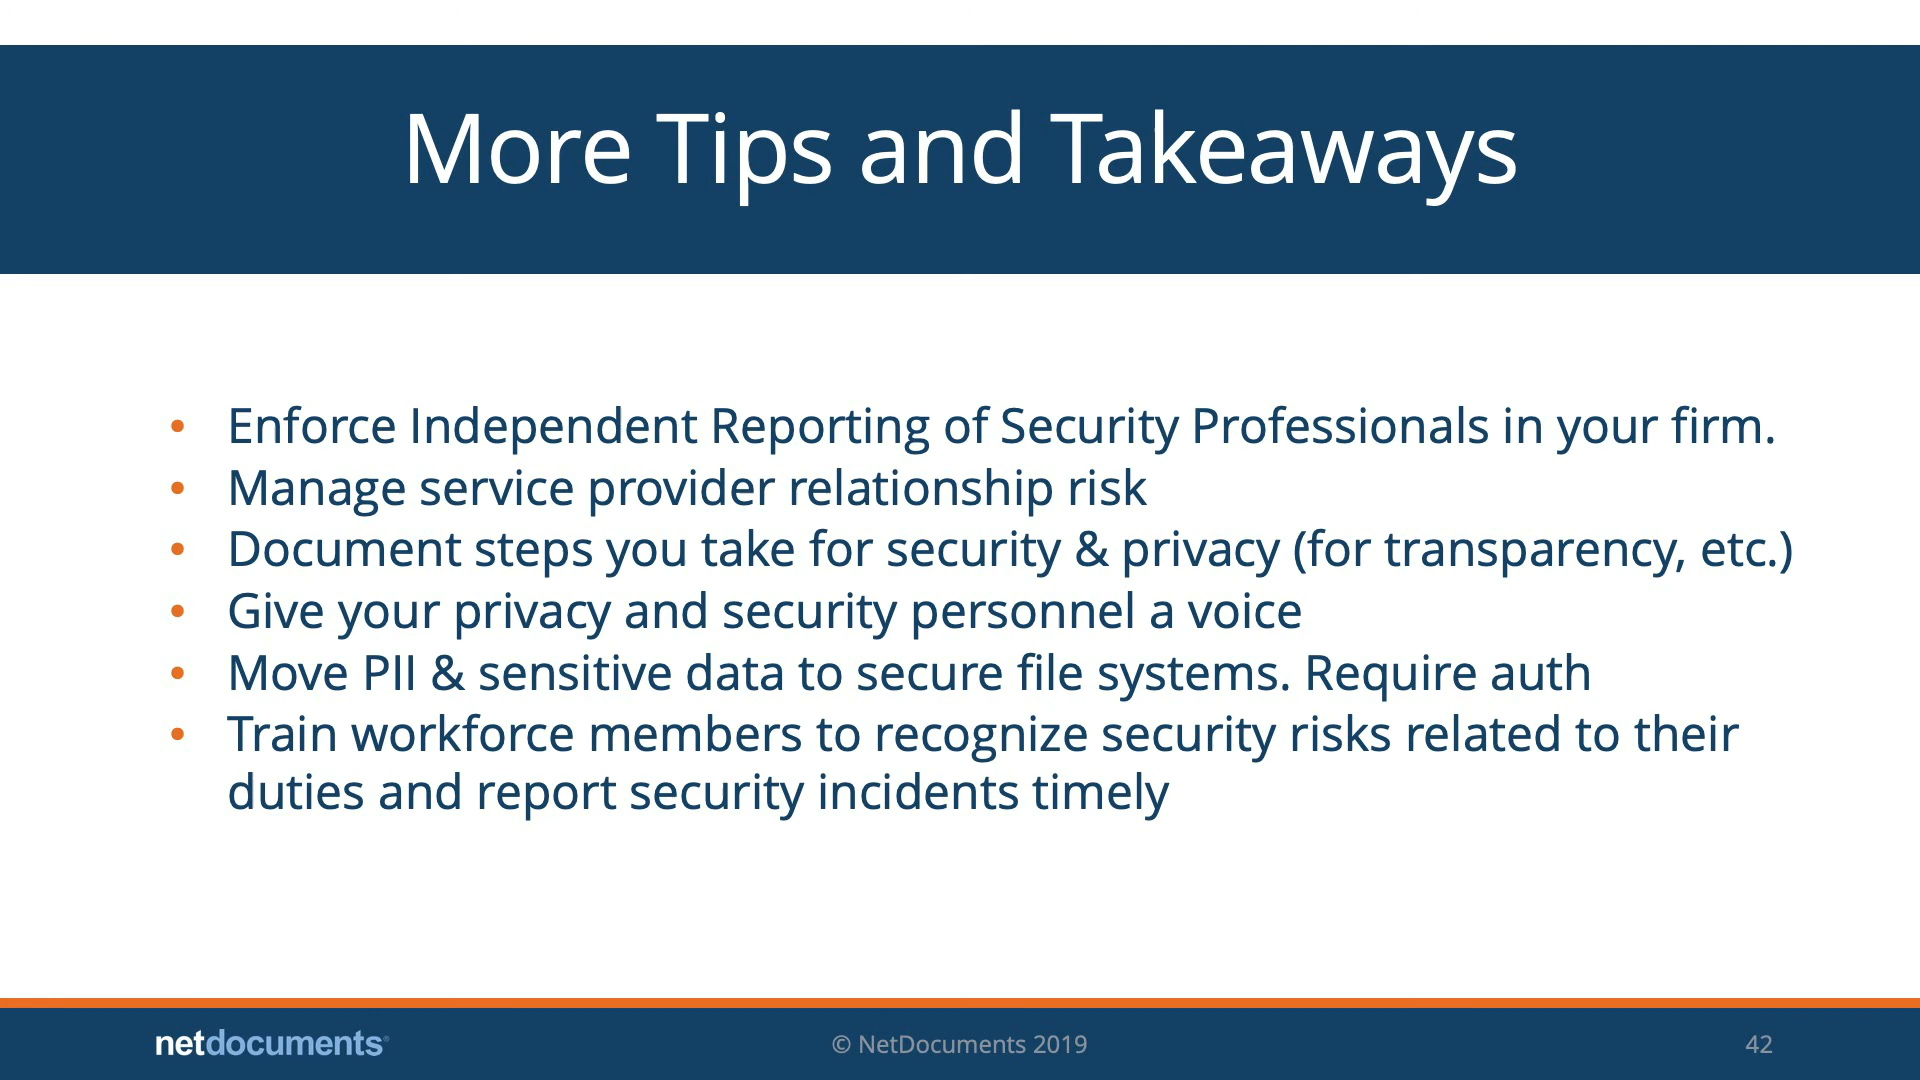 More Tips and Takeaways
• Enforce Independent Reporting of Security Professionals in your firm.
• Manage service provider relationship risk
• Document steps you take for security & privacy (for transparency, etc.)
• Give your privacy and security personnel a voice
• Move PII & sensitive data to secure file systems. Require auth
• Train workforce members to recognize security risks related to their
duties and report security incidents timely
netdocuments®
© NetDocuments 2019
42